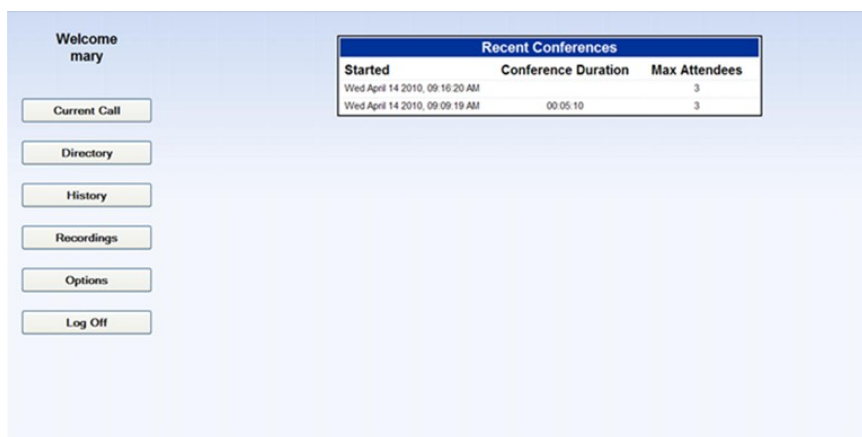 Welcome
mary
Current Call
Directory
History
Recordings
Options
Log Off
Recent Conferences
Started Conference Duration Max Attendees
Wed April 14 2010, 09:16:20 AM 3
Wed April 14 2010, 09:09:19 AM 00:05:10 3